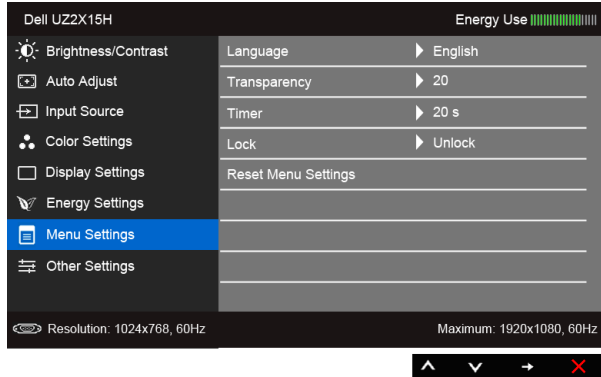 Dell UZ2X15H Energy Use
Brightness/Contrast Language English
Auto Adjust Transparency 20
Input Source Timer 20 s
Color Settings Lock Unlock
Display Settings Reset Menu Settings
Energy Settings
Menu Settings
Other Settings
Resolution: 1024x768, 60Hz Maximum: 1920x1080, 60Hz